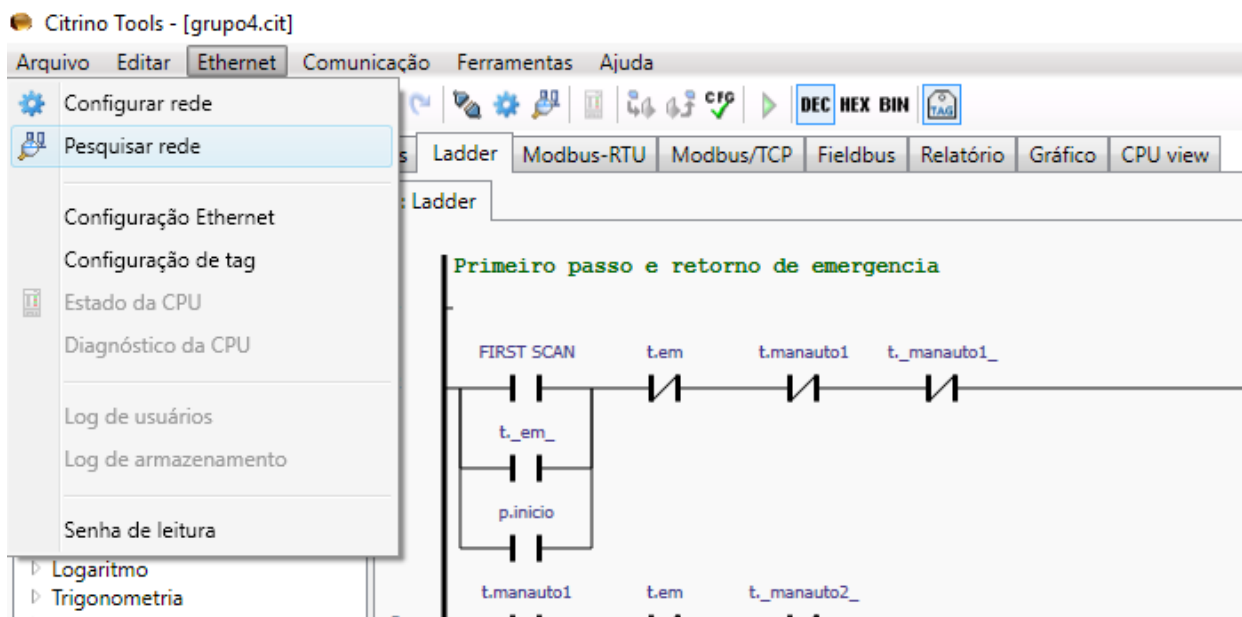 Citrino Tools - [grupo4.cit]
Arquivo Editar Ethernet Comunicação Ferramentas Ajuda
Configurar rede
CFG DEC HEX BIN TAG
Pesquisar rede
s Ladder Modbus-RTU Modbus/TCP Fieldbus Relatório Gráfico CPU view
: Ladder
Configuração Ethernet
Configuração de tag
Estado da CPU
Diagnóstico da CPU
Log de usuários
Log de armazenamento
Senha de leitura
Logaritmo
Trigonometria
Primeiro passo e retorno de emergencia
FIRST SCAN t.em t.manauto1 t._manauto1_
t._em_
p.inicio
t.manauto1 t.em t._manauto2_